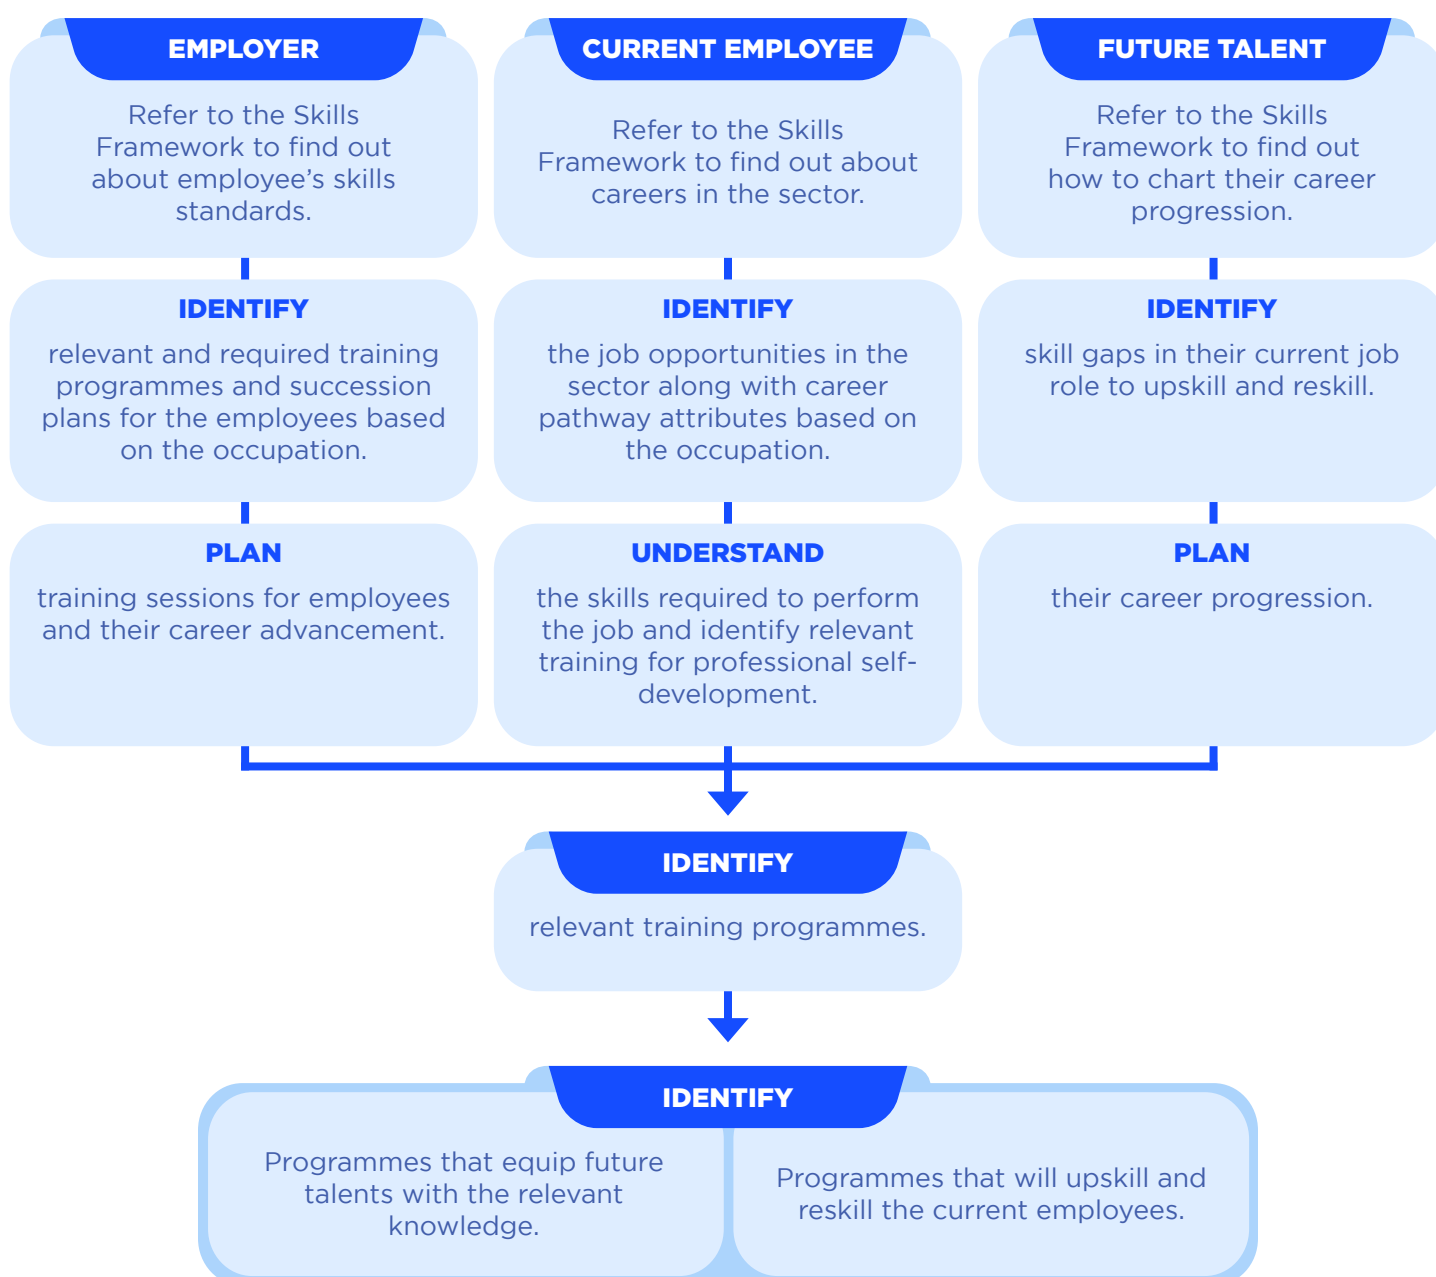 EMPLOYER
Refer to the Skills
Framework to find out
about employee’s skills
standards.
IDENTIFY
relevant and required training
programmes and succession
plans for the employees based
on the occupation.
PLAN
training sessions for employees
and their career advancement.
CURRENT EMPLOYEE
Refer to the Skills
Framework to find out about
careers in the sector.
IDENTIFY
the job opportunities in the
sector along with career
pathway attributes based on
the occupation.
UNDERSTAND
the skills required to perform
the job and identify relevant
training for professional self-
development.
FUTURE TALENT
Refer to the Skills
Framework to find out
how to chart their career
progression.
IDENTIFY
skill gaps in their current job
role to upskill and reskill.
PLAN
their career progression.
IDENTIFY
relevant training programmes.
IDENTIFY
Programmes that equip future
talents with the relevant
knowledge.
Programmes that will upskill and
reskill the current employees.